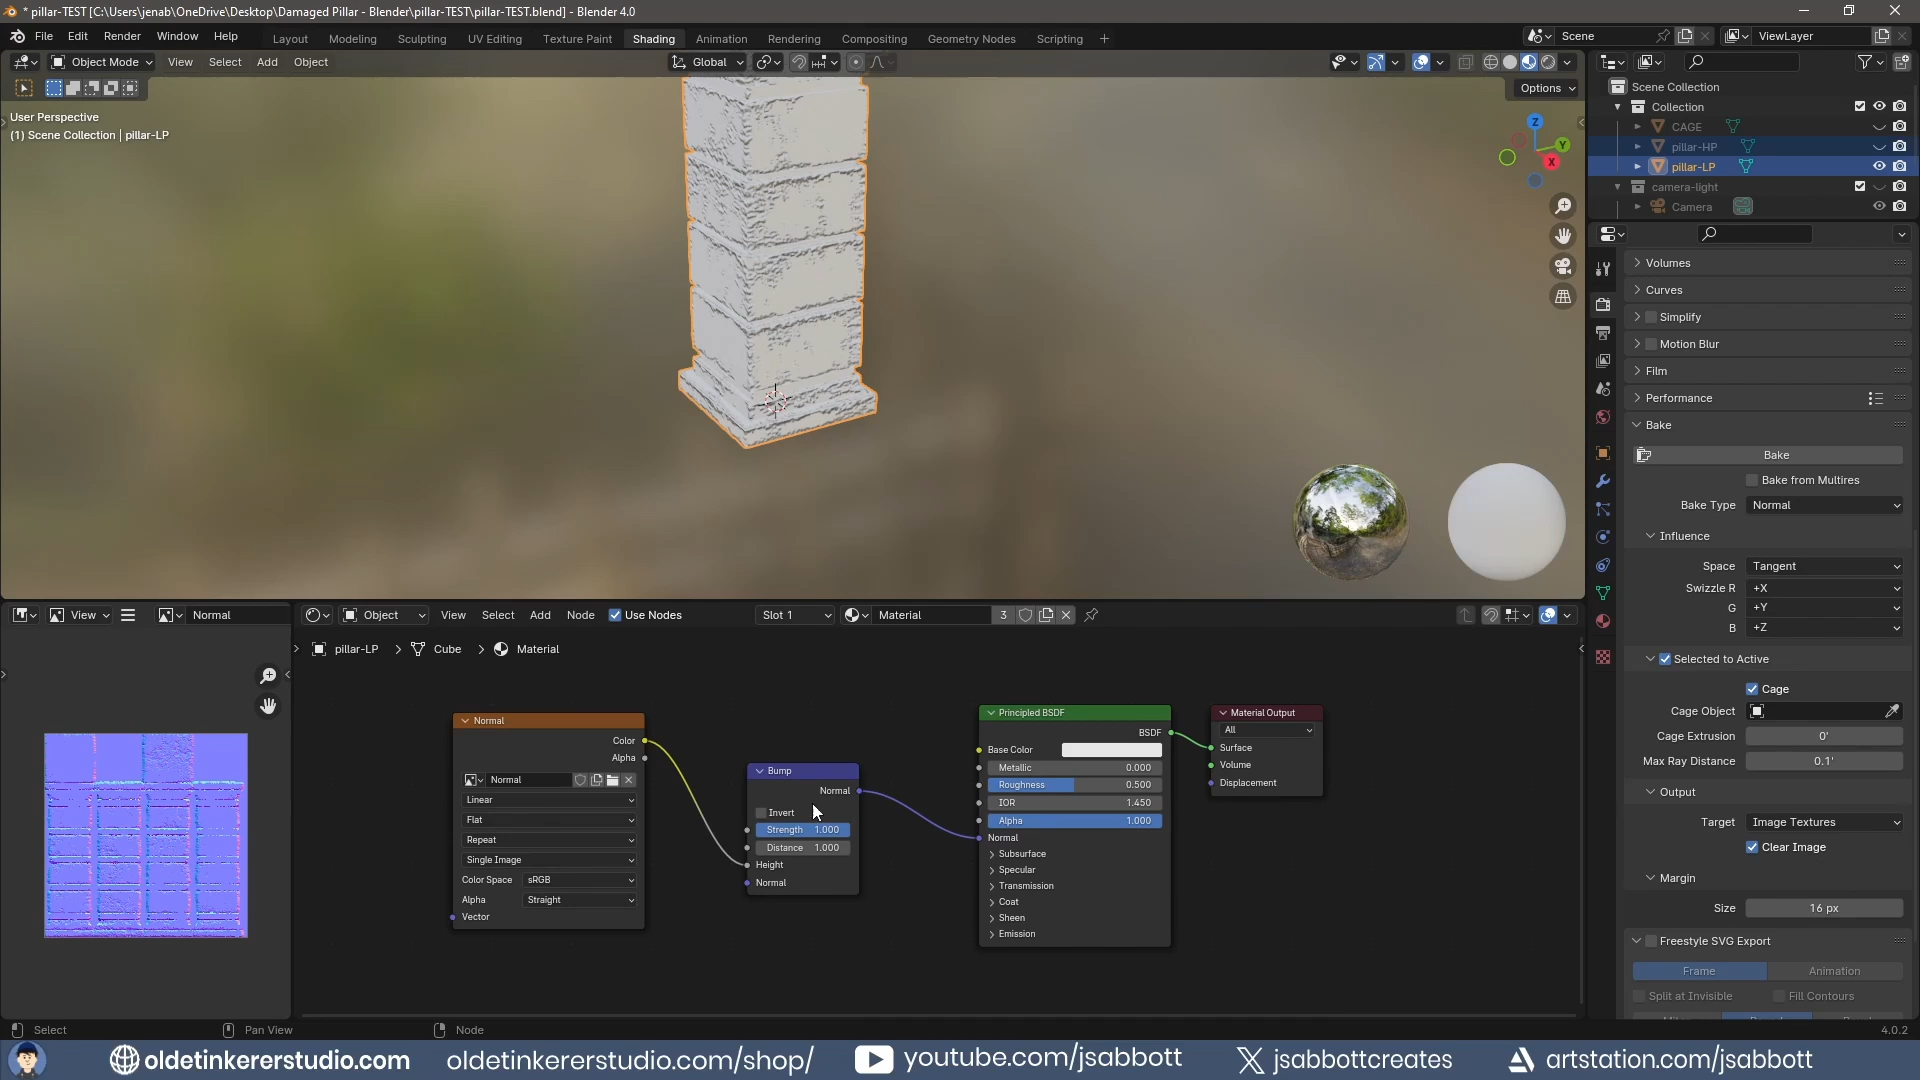 * pillar-TEST [C:\Users\jenab\OneDrive\Desktop\Damaged Pillar - Blender\pillar-TEST\pillar-TEST.blend] - Blender 4.0
File Edit Render Window Help Layout Modeling Sculpting UV Editing Texture Paint Shading Animation Rendering Compositing Geometry Nodes Scripting + Scene ViewLayer
Object Mode View Select Add Object Global
Options
User Perspective
(1) Scene Collection | pillar-LP
Z
Y
X
Scene Collection
Collection
CAGE
pillar-HP
pillar-LP
camera-light
Camera
Volumes
Curves
Simplify
Motion Blur
Film
Performance
Bake
Bake
Bake from Multires
Bake Type Normal
Influence
Space Tangent
Swizzle R +X
G +Y
B +Z
Selected to Active
Cage
Cage Object
Cage Extrusion 0'
Max Ray Distance 0.1'
Output
Target Image Textures
Clear Image
Margin
Size 16 px
Freestyle SVG Export
Frame Animation
Split at Invisible Fill Contours
View Normal
Object View Select Add Node Use Nodes Slot 1 Material 3
pillar-LP > Cube > Material
Normal
Color
Alpha
Normal
Linear
Flat
Repeat
Single Image
Color Space sRGB
Alpha Straight
Vector
Bump
Normal
Invert
Strength 1.000
Distance 1.000
Height
Normal
Principled BSDF
BSDF
Base Color
Metallic 0.000
Roughness 0.500
IOR 1.450
Alpha 1.000
Normal
Subsurface
Specular
Transmission
Coat
Sheen
Emission
Material Output
All
Surface
Volume
Displacement
Select Pan View Node 4.0.2
oldetinkererstudio.com oldetinkererstudio.com/shop/ youtube.com/jsabbott jsabbottcreates artstation.com/jsabbott